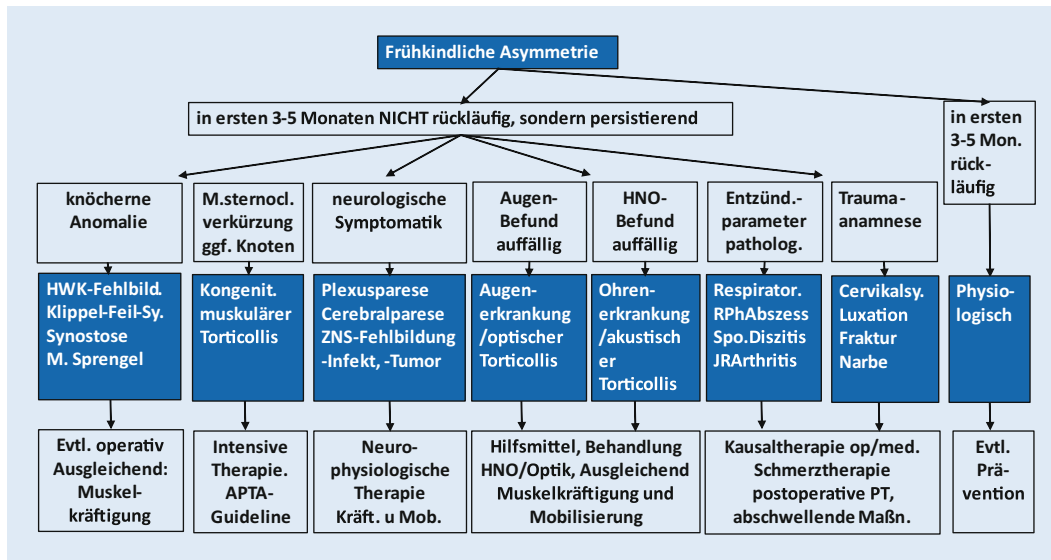 Frühkindliche Asymmetrie
in ersten 3-5 Monaten NICHT rückläufig, sondern persistierend
in ersten
3-5 Mon.
rück-
läufig
knöcherne
Anomalie
M.sternocl.
verkürzung
ggf. Knoten
neurologische
Symptomatik
Augen-
Befund
auffällig
HNO-
Befund
auffällig
Entzünd.-
parameter
patholog.
Trauma-
anamnese
HWK-Fehlbild.
Klippel-Feil-Sy.
Synostose
M. Sprengel
Kongenit.
muskulärer
Torticollis
Plexusparese
Cerebralparese
ZNS-Fehlbildung
-Infekt, -Tumor
Augen-
erkrankung
/optischer
Torticollis
Ohren-
erkrankung
/akustisch
er
Torticollis
Respirator.
RPhAbszess
Spo.Diszitis
JRArthritis
Cervikalsy.
Luxation
Fraktur
Narbe
Physio-
logisch
Evtl. operativ
Ausgleichend:
Muskel-
kräftigung
Intensive
Therapie.
APTA-
Guideline
Neuro-
physiologische
Therapie
Kräft. u Mob.
Hilfsmittel, Behandlung
HNO/Optik, Ausgleichend
Muskelkräftigung und
Mobilisierung
Kausaltherapie op/med.
Schmerztherapie
postoperative PT,
abschwellende Maßn.
Evtl.
Prä-
vention